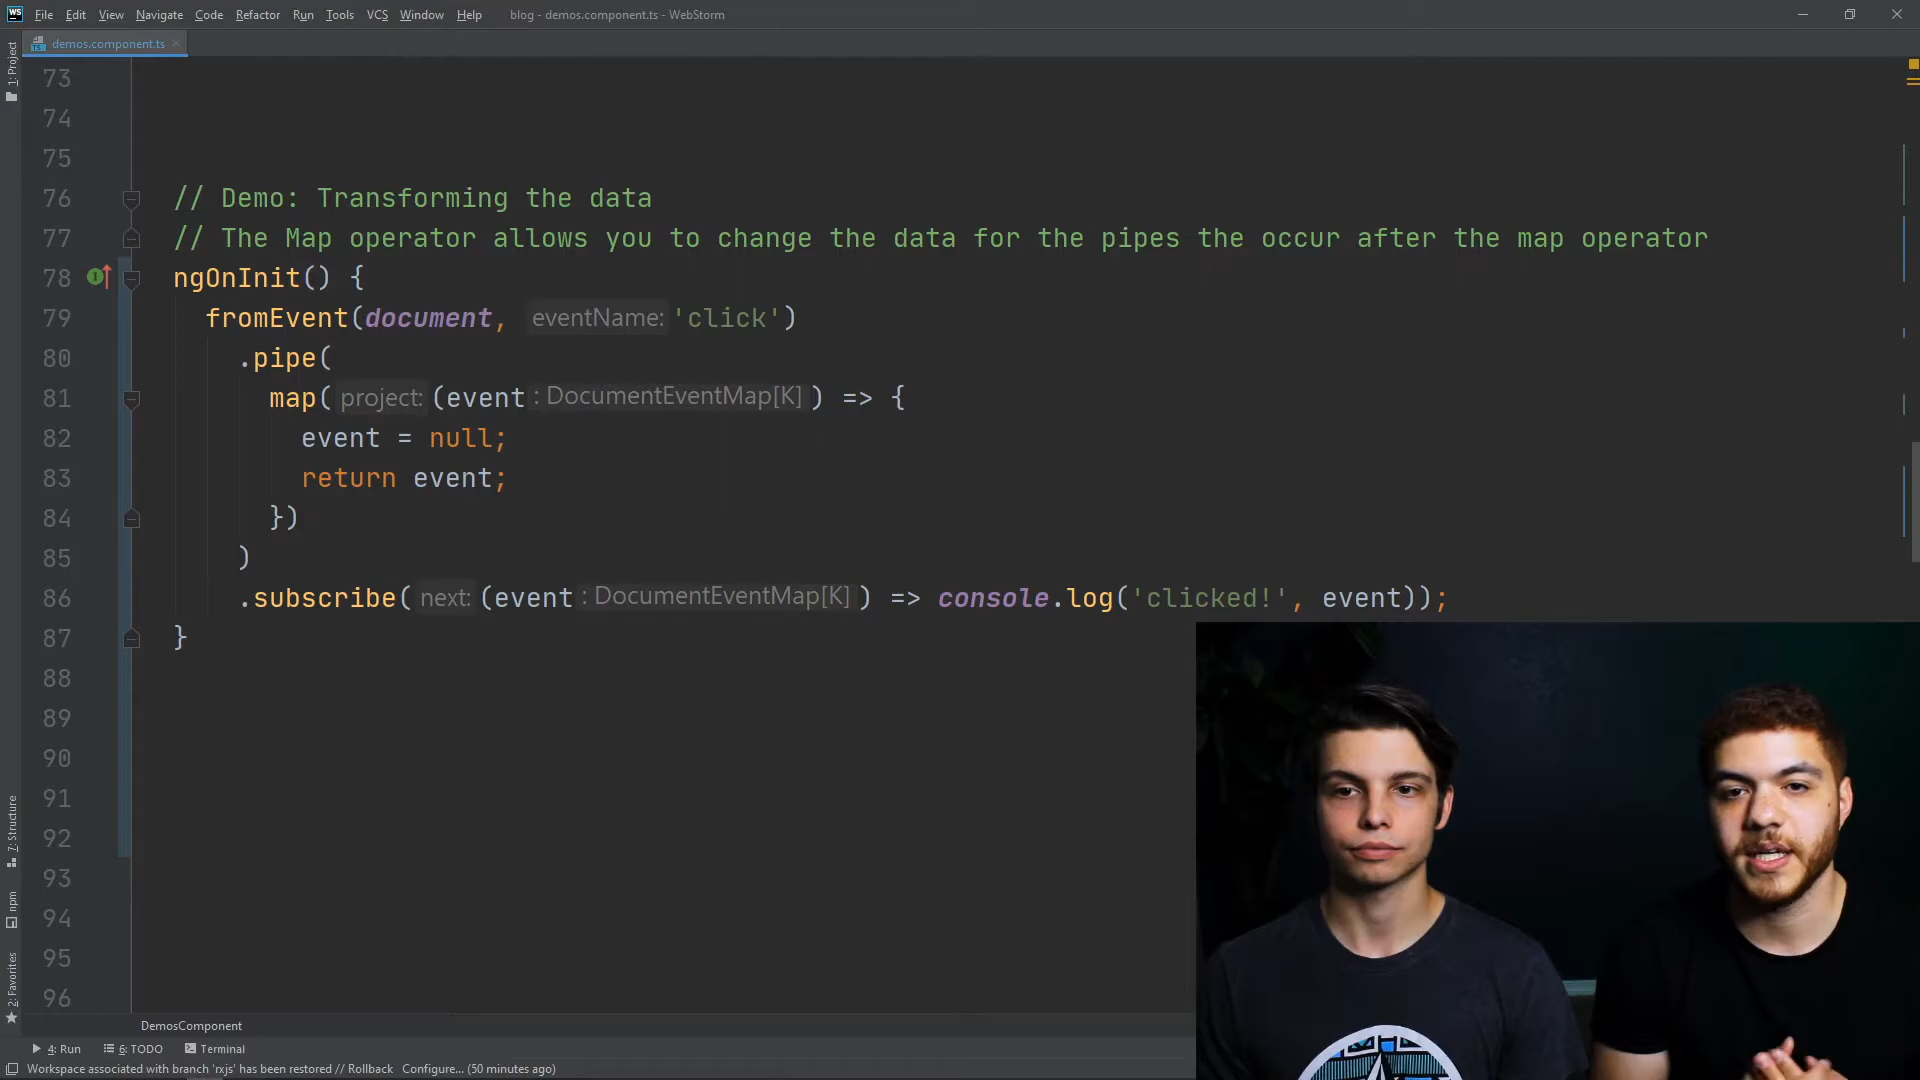 WS File Edit View Navigate Code Refactor Run Tools VCS Window Help blog - demos.component.ts - WebStorm
demos.component.ts
1: Project
73
74
75
76 // Demo: Transforming the data
77 // The Map operator allows you to change the data for the pipes the occur after the map operator
78 ngOnInit() {
79 fromEvent(document, eventName: 'click')
80 .pipe(
81 map( project: (event : DocumentEventMap[K] ) => {
82 event = null;
83 return event;
84 })
85 )
86 .subscribe( next: (event : DocumentEventMap[K] ) => console.log('clicked!', event));
87 }
88
89
90
91
92
93
94
95
96
7: Structure
npm
2: Favorites
DemosComponent
4: Run 6: TODO Terminal
Workspace associated with branch 'rxjs' has been restored // Rollback Configure... (50 minutes ago)